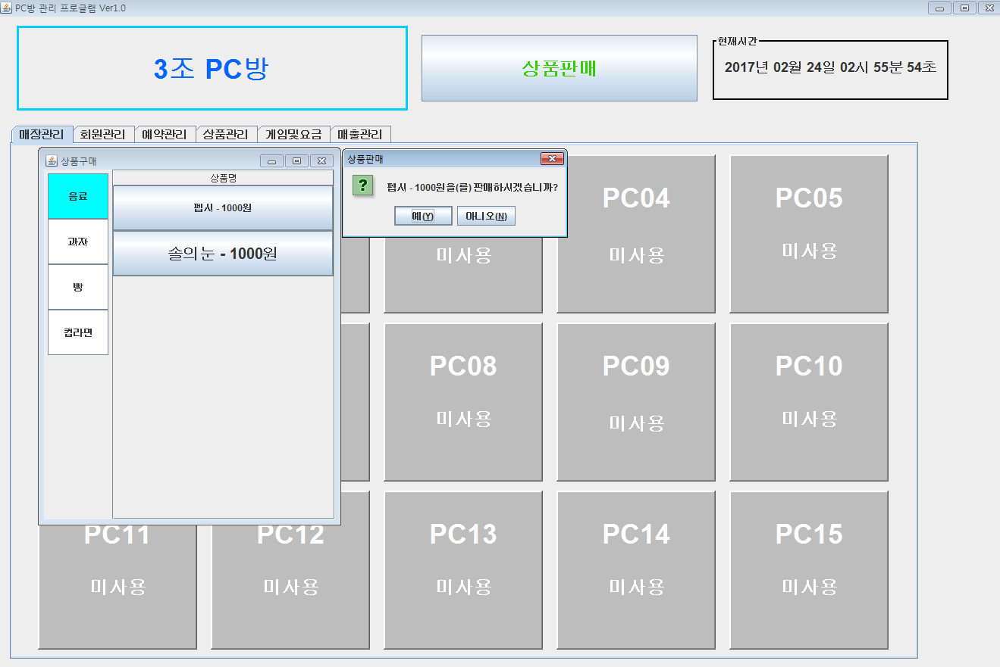 PC방 관리 프로글램 Ver1.0
3조 PC방
상품판매
현재시간
2017년 02월 24일 02시 55분 54초
매장관리
회원관리
예약관리
상품관리
게임및요금
매출관리
상품구매
음료
과자
빵
컵라면
상품명
펩시 - 1000원
솔의 눈 - 1000원
상품판매
?
펩시 - 1000원을(를) 판매하시겠습니까?
예(Y)
아니오(N)
미사용
PC04
미사용
PC05
미사용
PC08
미사용
PC09
미사용
PC10
미사용
PC11
미사용
PC12
미사용
PC13
미사용
PC14
미사용
PC15
미사용